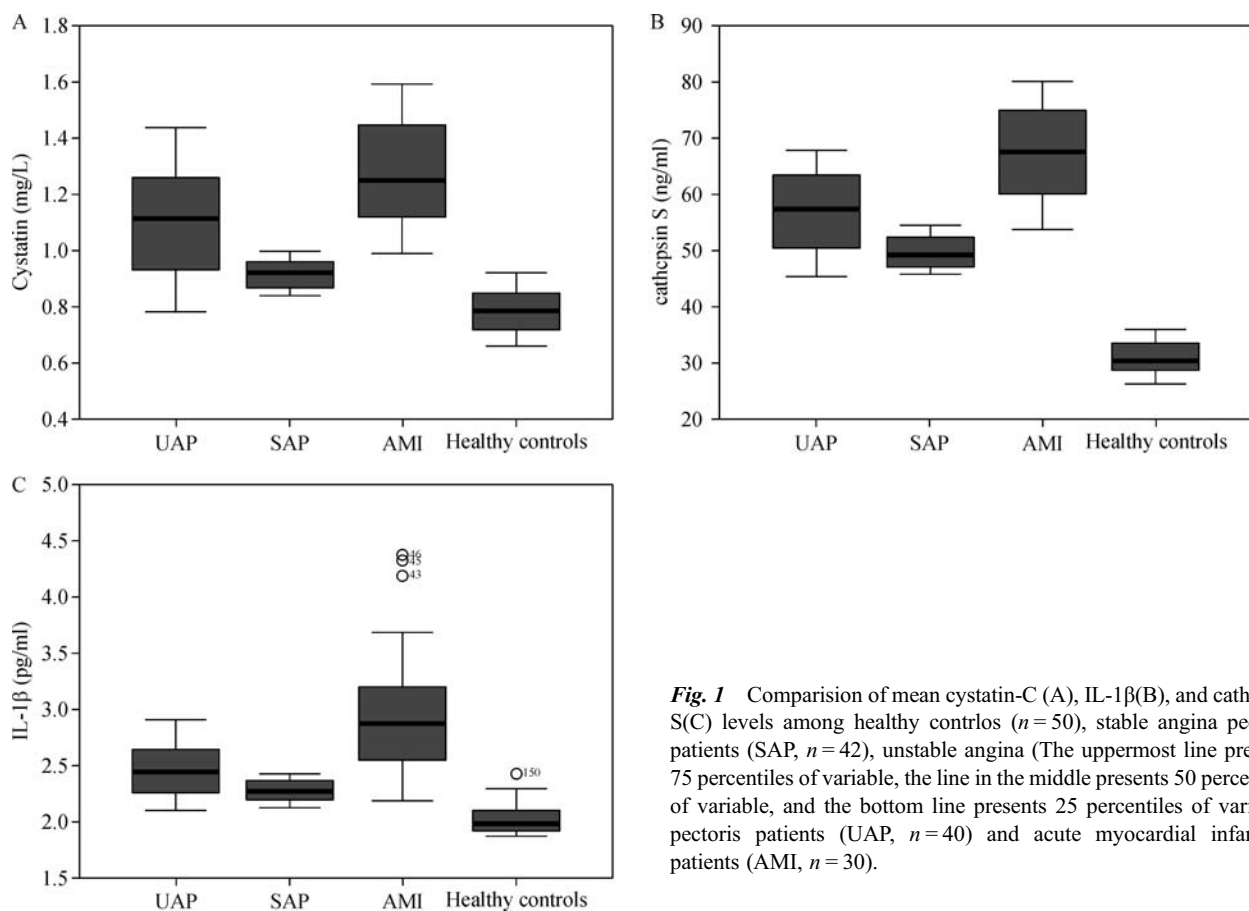 A
1.8
1.6
1.4
1.2
1.0
0.8
0.6
0.4
Cystatin (mg/L)
UAP SAP AMI Healthy controls
B
90
80
70
60
50
40
30
20
cathcpsin S (ng/ml)
UAP SAP AMI Healthy controls
C
5.0
4.5
4.0
3.5
3.0
2.5
2.0
1.5
IL-1β (pg/ml)
46
45
43
150
UAP SAP AMI Healthy controls
Fig. 1 Comparision of mean cystatin-C (A), IL-1β(B), and cath
S(C) levels among healthy contrlos (n = 50), stable angina pe
patients (SAP, n = 42), unstable angina (The uppermost line pre
75 percentiles of variable, the line in the middle presents 50 perce
of variable, and the bottom line presents 25 percentiles of vari
pectoris patients (UAP, n = 40) and acute myocardial infar
patients (AMI, n = 30).